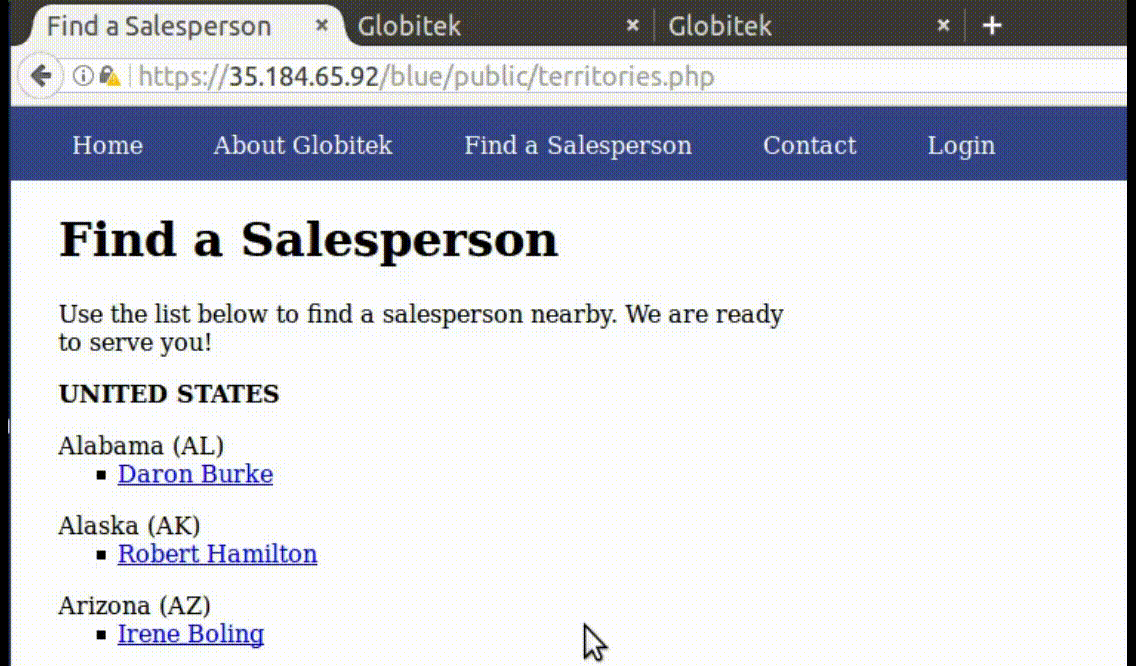 Find a Salesperson × Globitek × Globitek × +
https://35.184.65.92/blue/public/territories.php
Home About Globitek Find a Salesperson Contact Login
Find a Salesperson
Use the list below to find a salesperson nearby. We are ready
to serve you!
UNITED STATES
Alabama (AL)
Daron Burke
Alaska (AK)
Robert Hamilton
Arizona (AZ)
Irene Boling